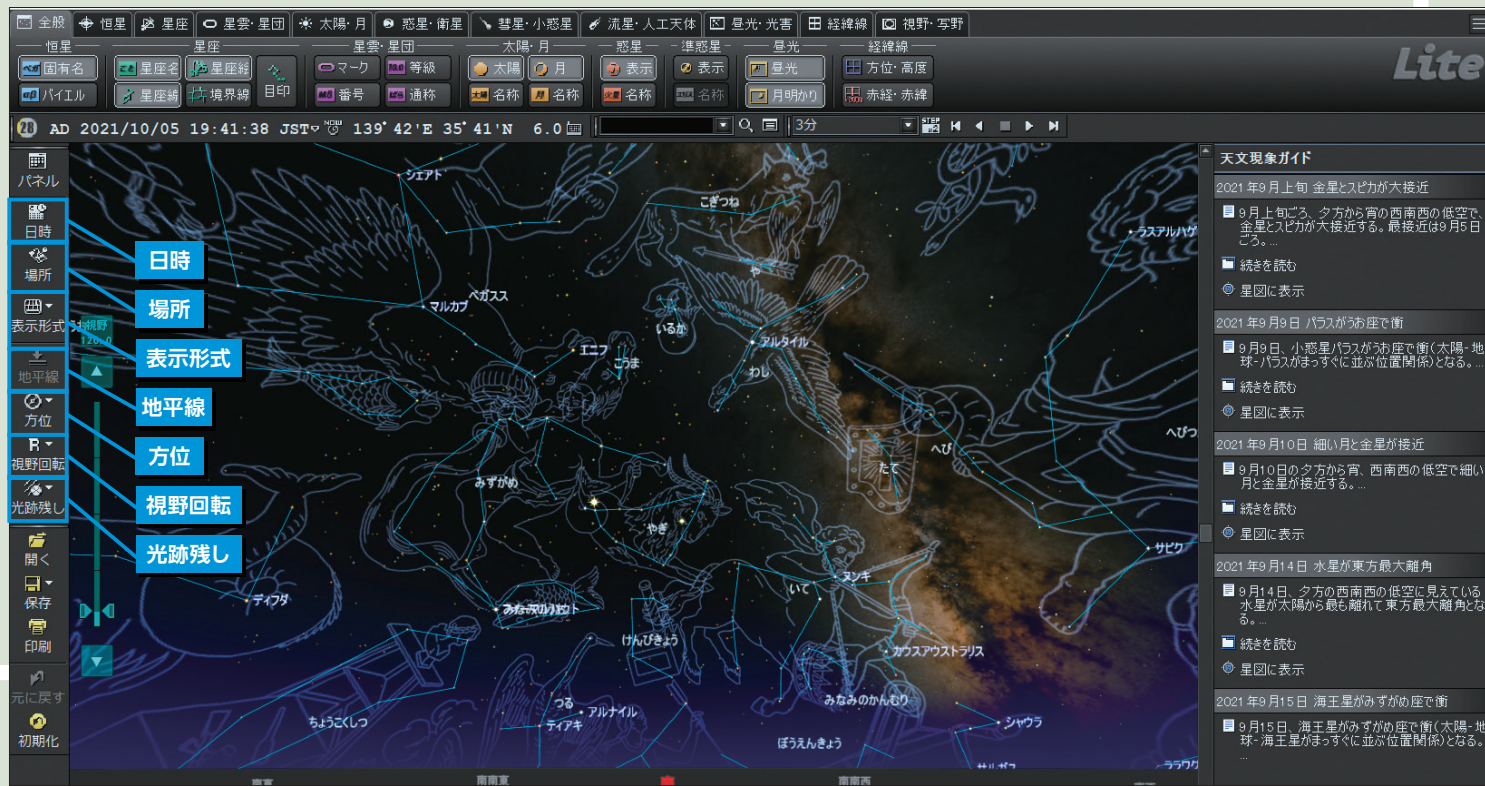 全般 恒星 星座 星雲・星団 太陽・月 惑星・衛星 彗星・小惑星 流星・人工天体 昼光・光害 経緯線 視野・写野
恒星 星座 星雲・星団 太陽・月 惑星 準惑星 昼光 経緯線
固有名 星座名 星座絵 マーク 等級 太陽 月 表示 表示 昼光 方位・高度
目印
バイエル 星座線 境界線 番号 通称 名称 名称 名称 名称 月明かり 赤経・赤緯
Lite
28 AD 2021/10/05 19:41:38 JST NOW 139°42'E 35°41'N 6.0 3分 STEP
パネル
日時
場所
表示形式
地平線
方位
視野回転
光跡残し
開く
保存
印刷
元に戻す
初期化
日時
場所
表示形式
地平線
方位
視野回転
光跡残し
視野
シェアト
こぎつね
ラスアルハゲ
や
ペガスス
マルカブ
いるか
アルタイル
エニフ
こうま
わし
へび
たて
みずがめ
やぎ
サビク
ヌンキ
いて
ディフダ
けんびきょう
カウスアウストラリス
みなみのかんむり
つる
アルナイル
ちょうこくしつ
ティアキ
シャウラ
ぼうえんきょう
南南東
南
南南西
天文現象ガイド
2021年9月上旬 金星とスピカが大接近
9月上旬ごろ、夕方から宵の西南西の低空で、
金星とスピカが大接近する。最接近は9月5日
ごろ。...
続きを読む
星図に表示
2021年9月9日 パラスがうお座で衝
9月9日、小惑星パラスがうお座で衝(太陽-地
球-パラスがまっすぐに並ぶ位置関係)となる。...
続きを読む
星図に表示
2021年9月10日 細い月と金星が接近
9月10日の夕方から宵、西南西の低空で細い
月と金星が接近する。...
続きを読む
星図に表示
2021年9月14日 水星が東方最大離角
9月14日、夕方の西南西の低空に見えている
水星が太陽から最も離れて東方最大離角とな
る。...
続きを読む
星図に表示
2021年9月15日 海王星がみずがめ座で衝
9月15日、海王星がみずがめ座で衝(太陽-地
球-海王星がまっすぐに並ぶ位置関係)となる。
...